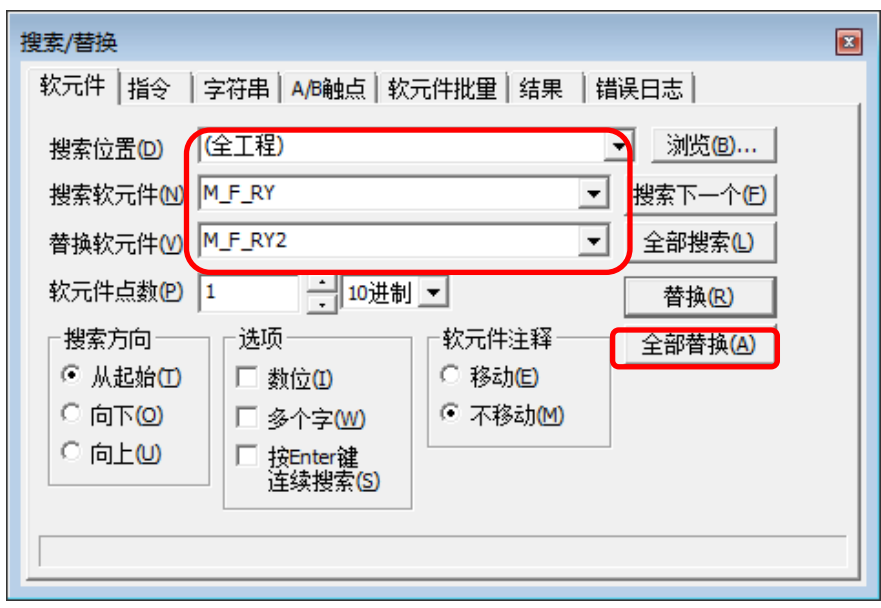 搜索/替换
软元件 指令 字符串 A/B触点 软元件批量 结果 错误日志
搜索位置(D) (全工程) 浏览(B)...
搜索软元件(N) M_F_RY 搜索下一个(F)
替换软元件(V) M_F_RY2 全部搜索(L)
软元件点数(P) 1 10进制 替换(R)
搜索方向 选项 软元件注释 全部替换(A)
从起始(T) 数位(I) 移动(E)
向下(O) 多个字(W) 不移动(M)
向上(U) 按Enter键
连续搜索(S)